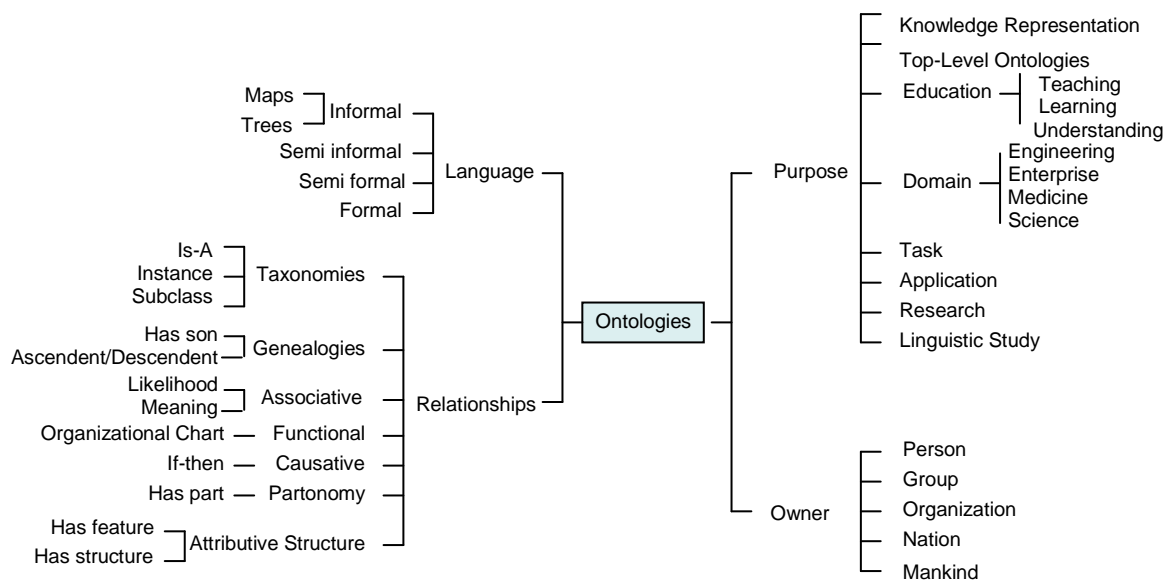 Maps
Trees
Informal
Semi informal
Semi formal
Formal
Language
Is-A
Instance
Subclass
Taxonomies
Has son
Ascendent/Descendent
Genealogies
Likelihood
Meaning
Associative
Organizational Chart
Functional
If-then
Causative
Has part
Partonomy
Has feature
Has structure
Attributive Structure
Relationships
Ontologies
Purpose
Knowledge Representation
Top-Level Ontologies
Education
Teaching
Learning
Understanding
Domain
Engineering
Enterprise
Medicine
Science
Task
Application
Research
Linguistic Study
Owner
Person
Group
Organization
Nation
Mankind